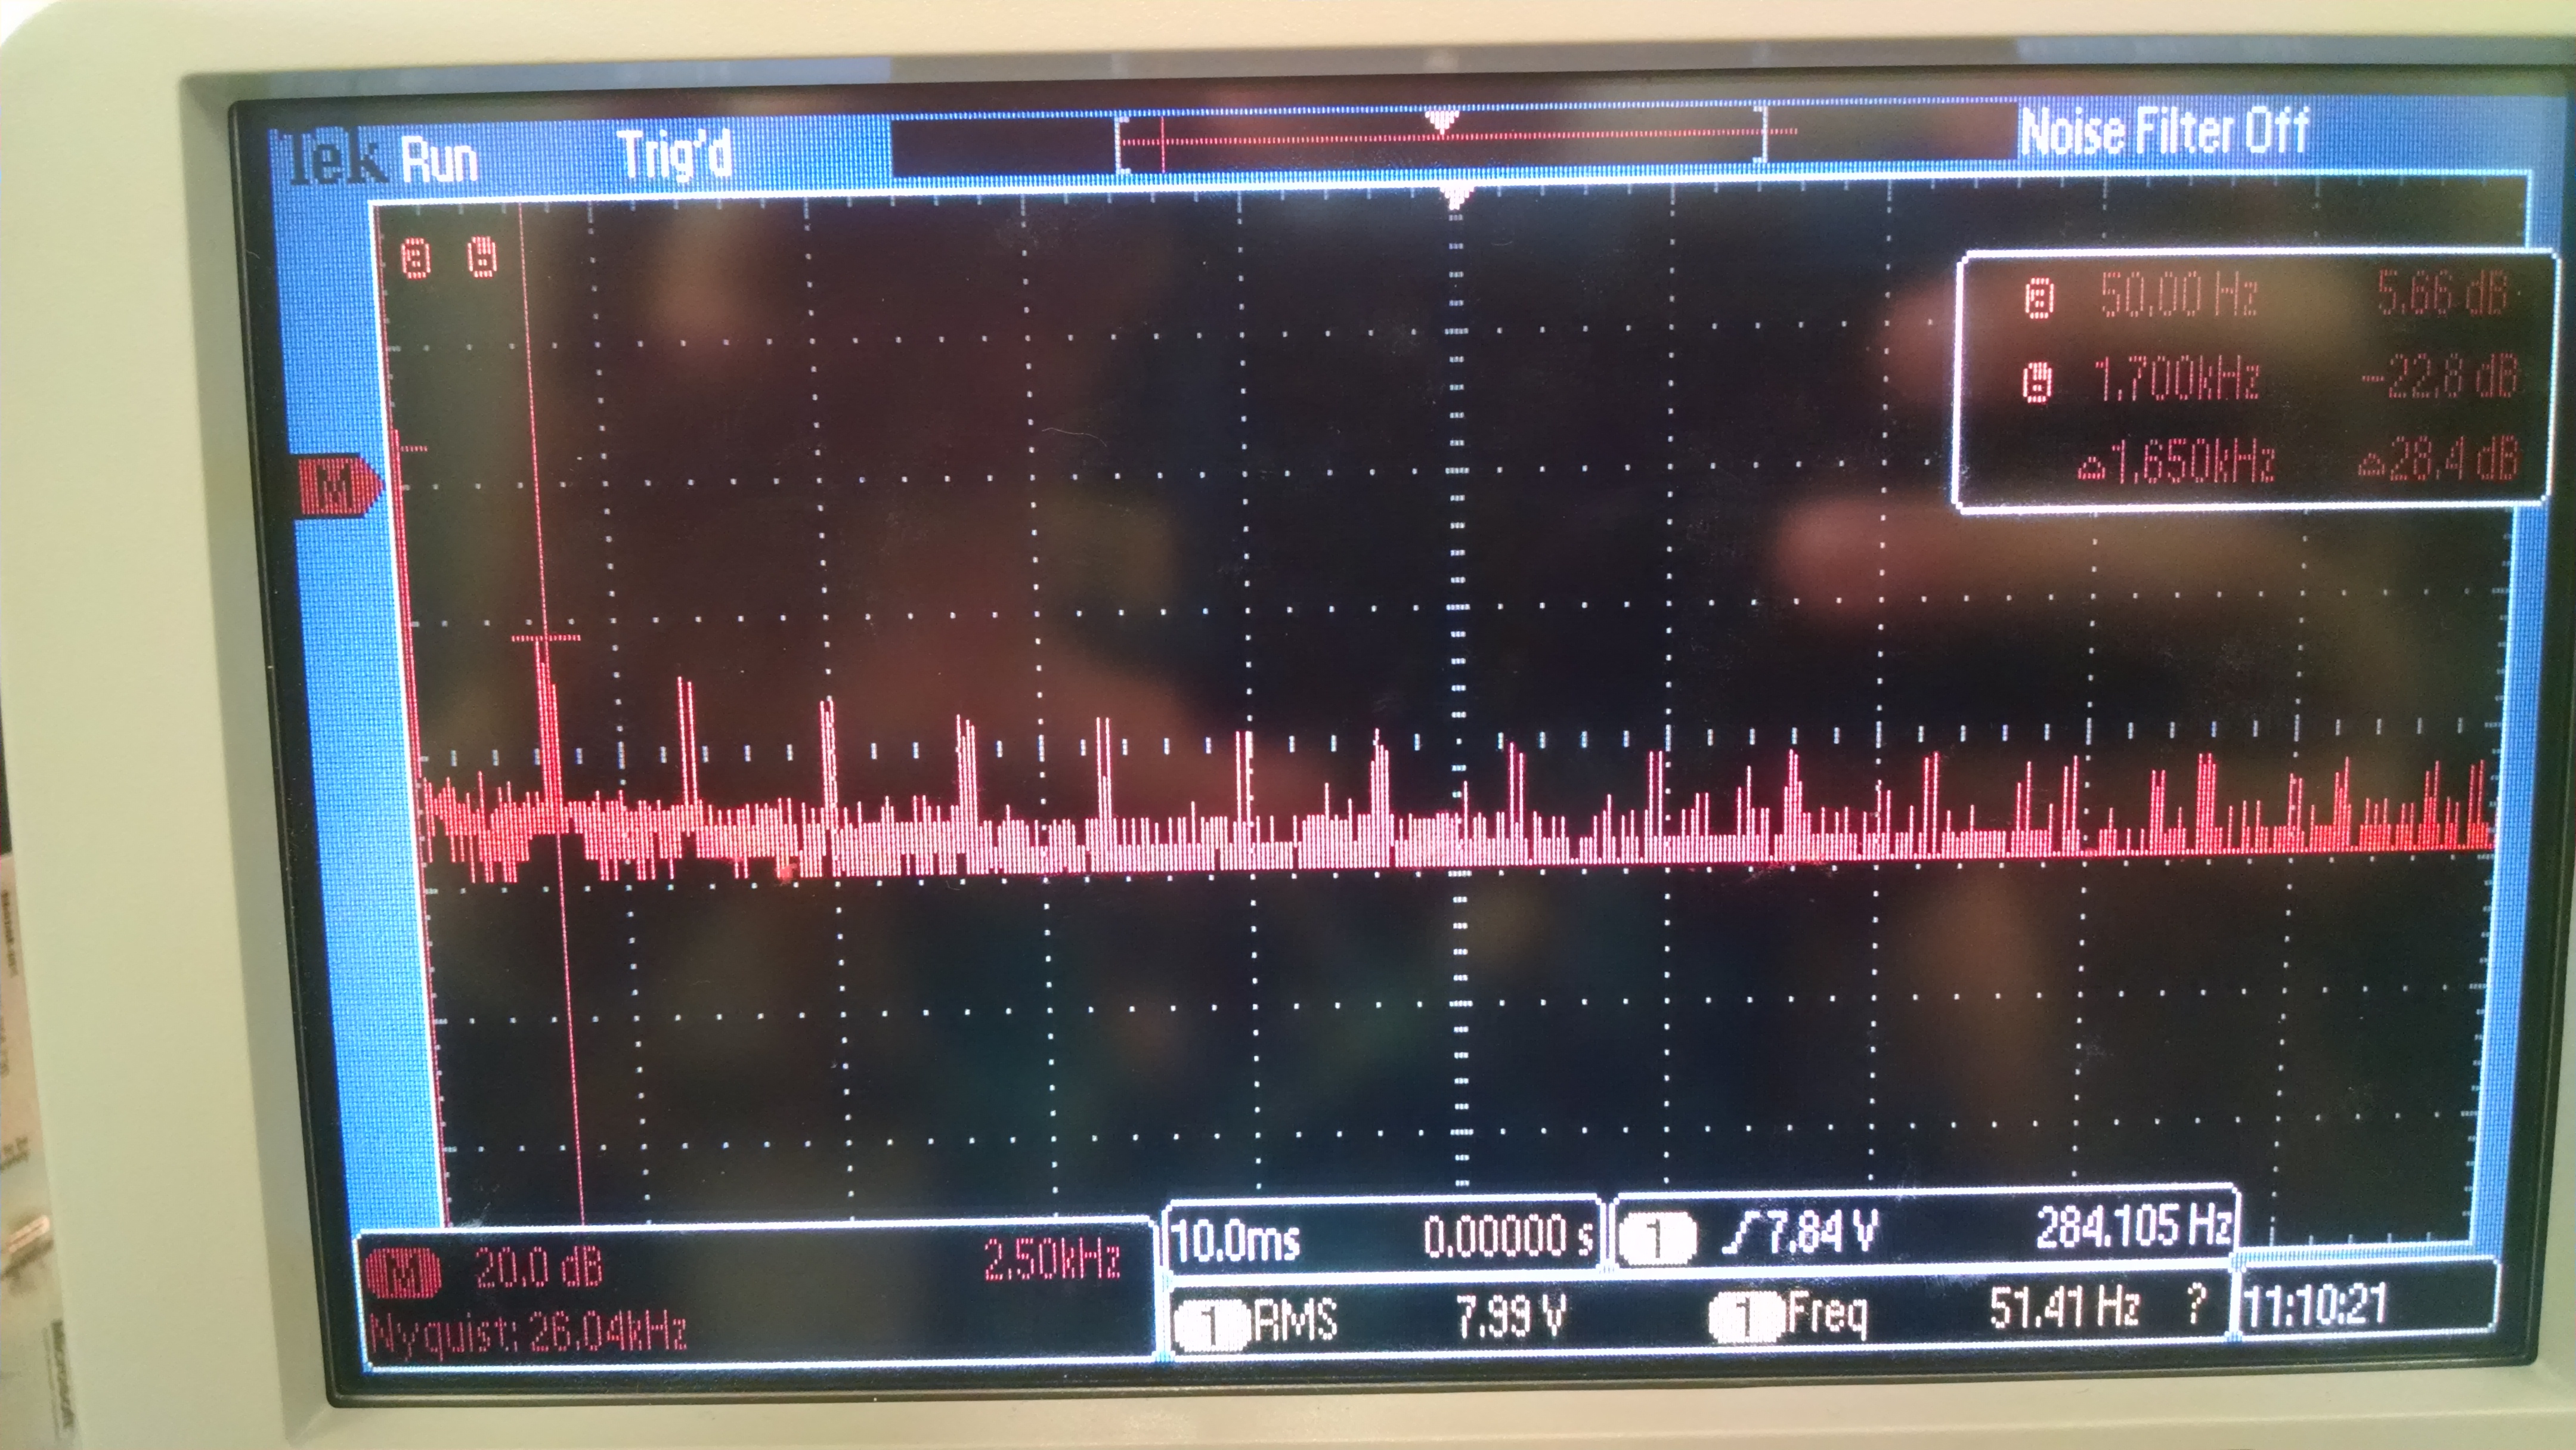 Tek Run Trig'd Noise Filter Off
a b
a 50.00 Hz 5.66 dB
b 1.700kHz -22.8 dB
△1.650kHz △28.4 dB
M
M 20.0 dB 2.50kHz
Nyquist: 26.04kHz
10.0ms 0.00000 s
1 7.84 V 284.105 Hz
1 RMS 7.99 V 1 Freq 51.41 Hz ?
11:10:21